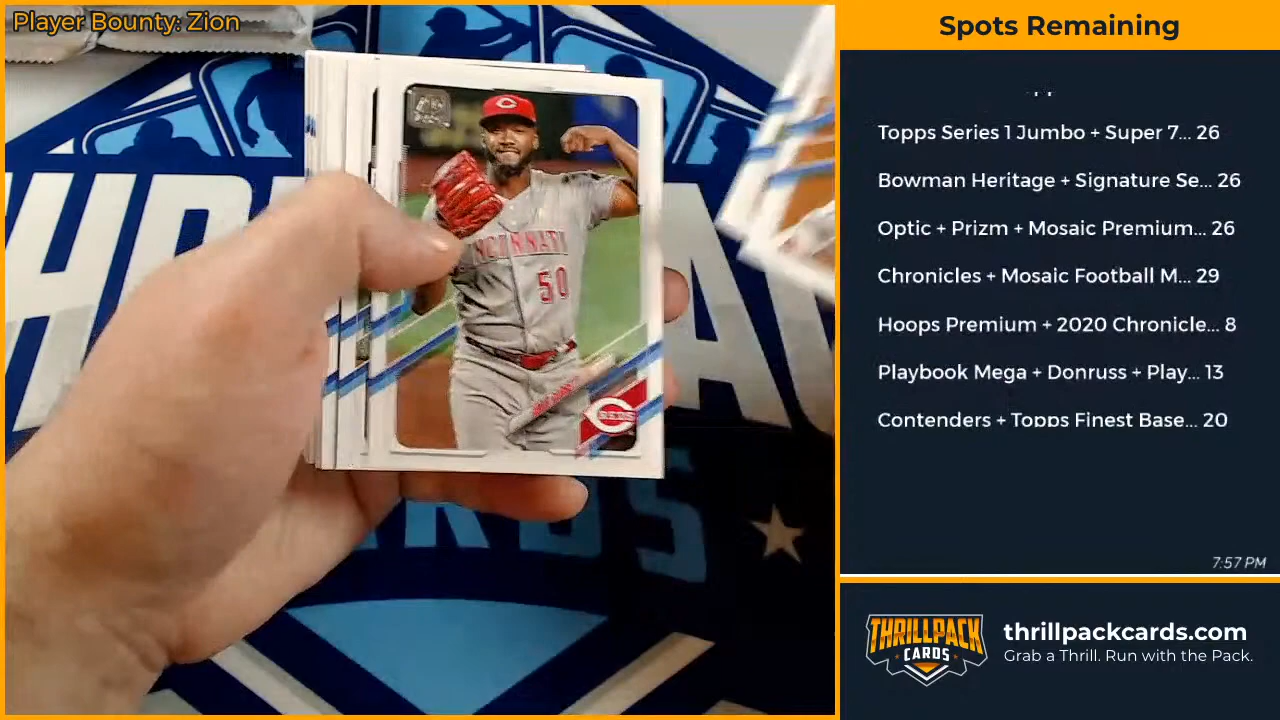 Player Bounty: Zion
Spots Remaining
Topps Series 1 Jumbo + Super 7... 26
Bowman Heritage + Signature Se... 26
Optic + Prizm + Mosaic Premium... 26
Chronicles + Mosaic Football M... 29
Hoops Premium + 2020 Chronicle... 8
Playbook Mega + Donruss + Play... 13
Contenders + Topps Finest Base... 20
7:57 PM
THRILLPACK
CARDS
thrillpackcards.com
Grab a Thrill. Run with the Pack.
CINCINNATI
50
REDS